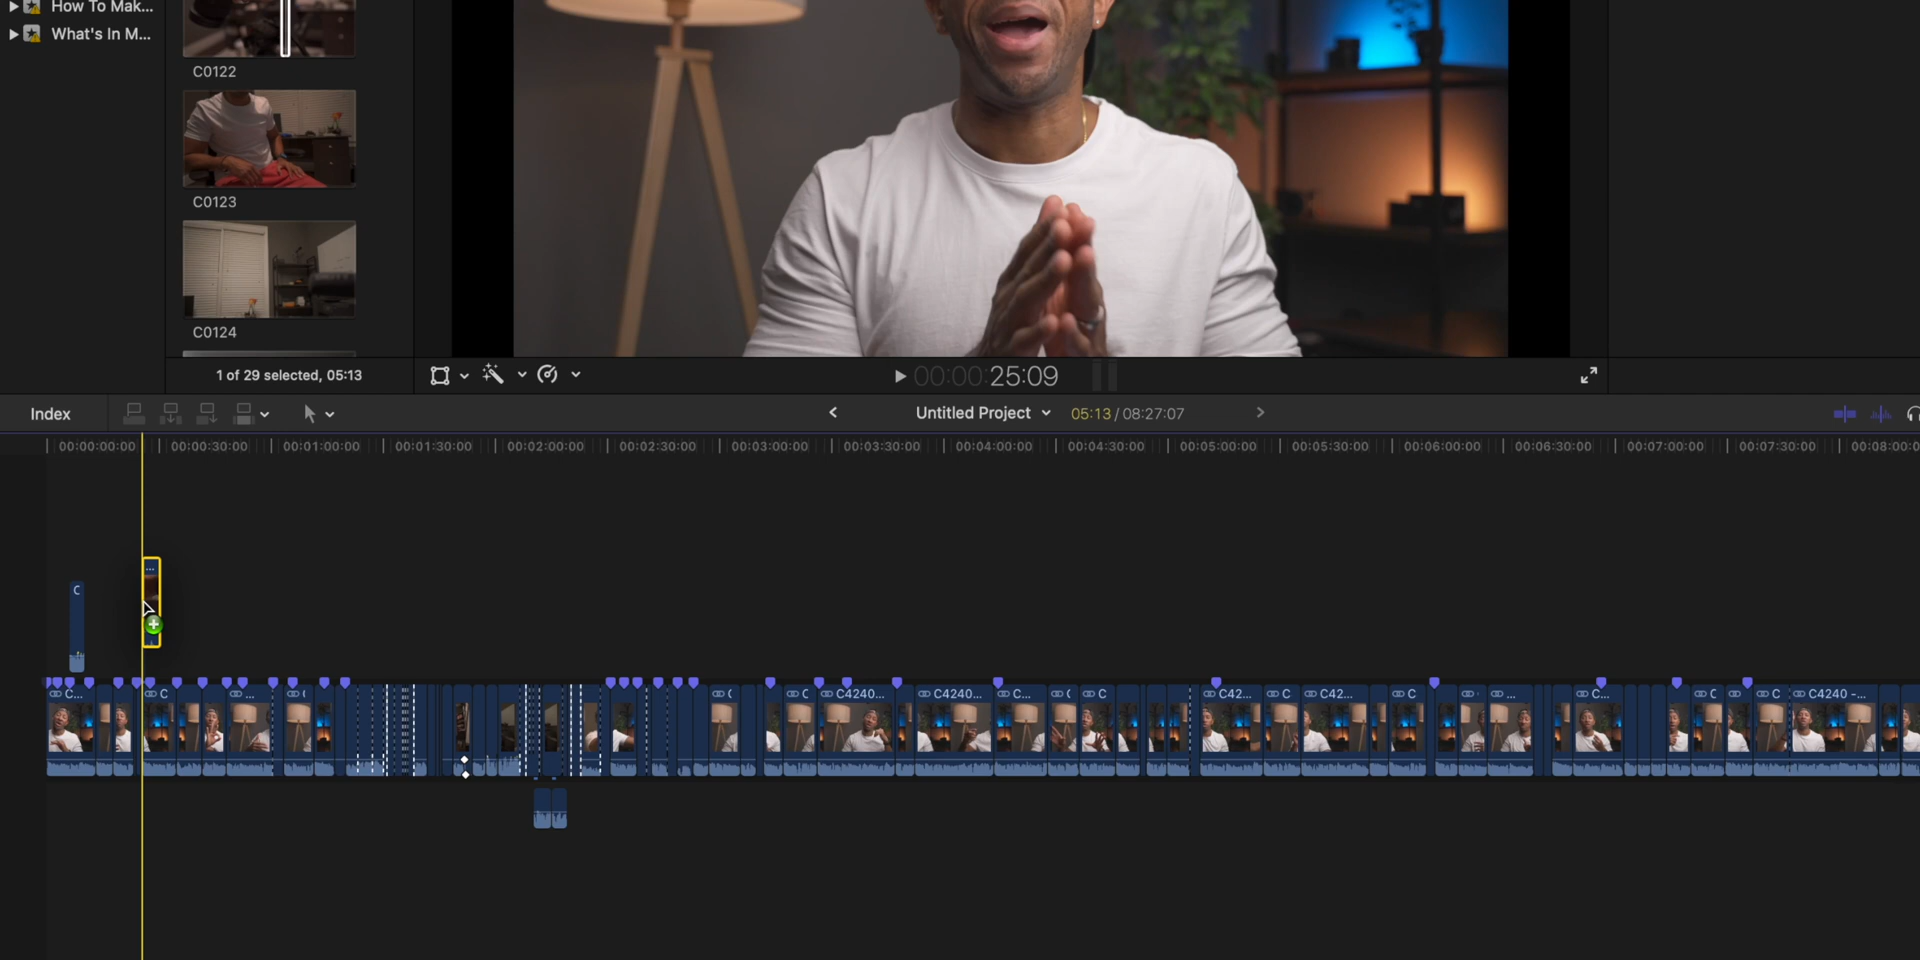 How To Mak...
What's In M...
C0122
C0123
C0124
1 of 29 selected, 05:13
00:00:25:09
Index
Untitled Project
05:13 / 08:27:07
00:00:00:00
00:00:30:00
00:01:00:00
00:01:30:00
00:02:00:00
00:02:30:00
00:03:00:00
00:03:30:00
00:04:00:00
00:04:30:00
00:05:00:00
00:05:30:00
00:06:00:00
00:06:30:00
00:07:00:00
00:07:30:00
00:08:00:0
...
C
C...
C
...
C
C4240...
C4240...
C...
C
C42...
C
C42...
C
...
C...
C
C4240 -...